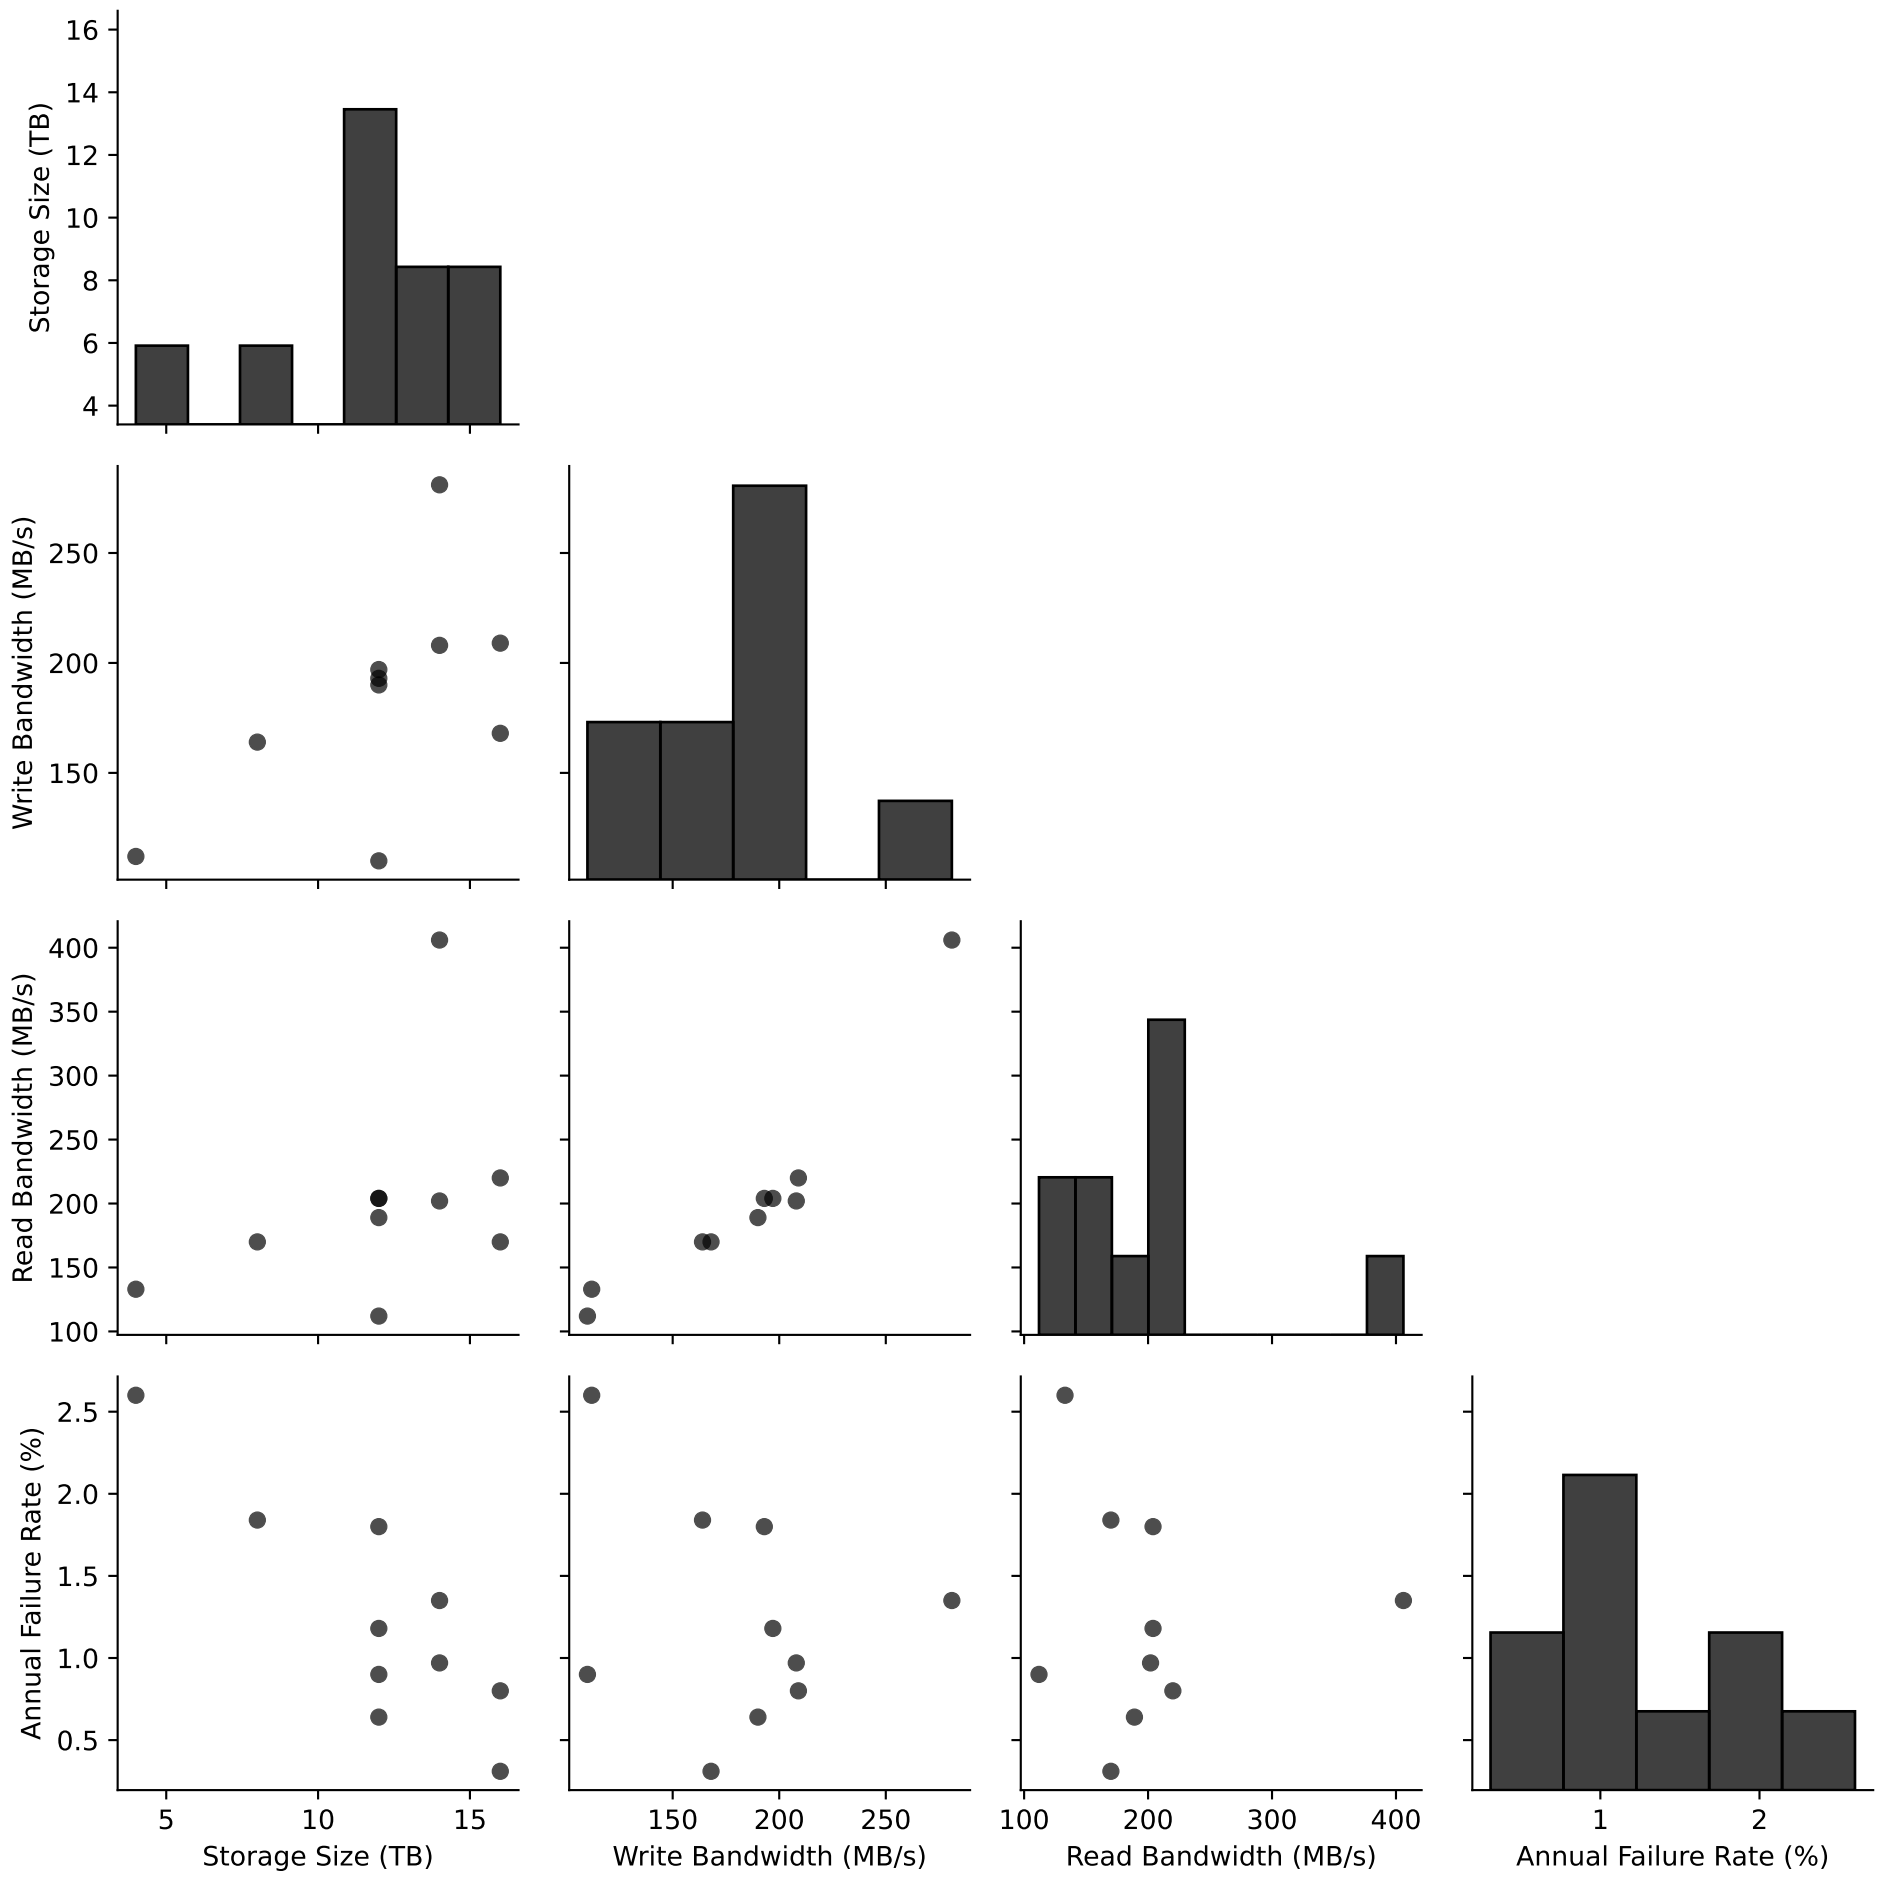 16
14
12
10
8
6
4
Storage Size (TB)
250
200
150
Write Bandwidth (MB/s)
400
350
300
250
200
150
100
Read Bandwidth (MB/s)
2.5
2.0
1.5
1.0
0.5
Annual Failure Rate (%)
5 10 15
Storage Size (TB)
150 200 250
Write Bandwidth (MB/s)
100 200 300 400
Read Bandwidth (MB/s)
1 2
Annual Failure Rate (%)